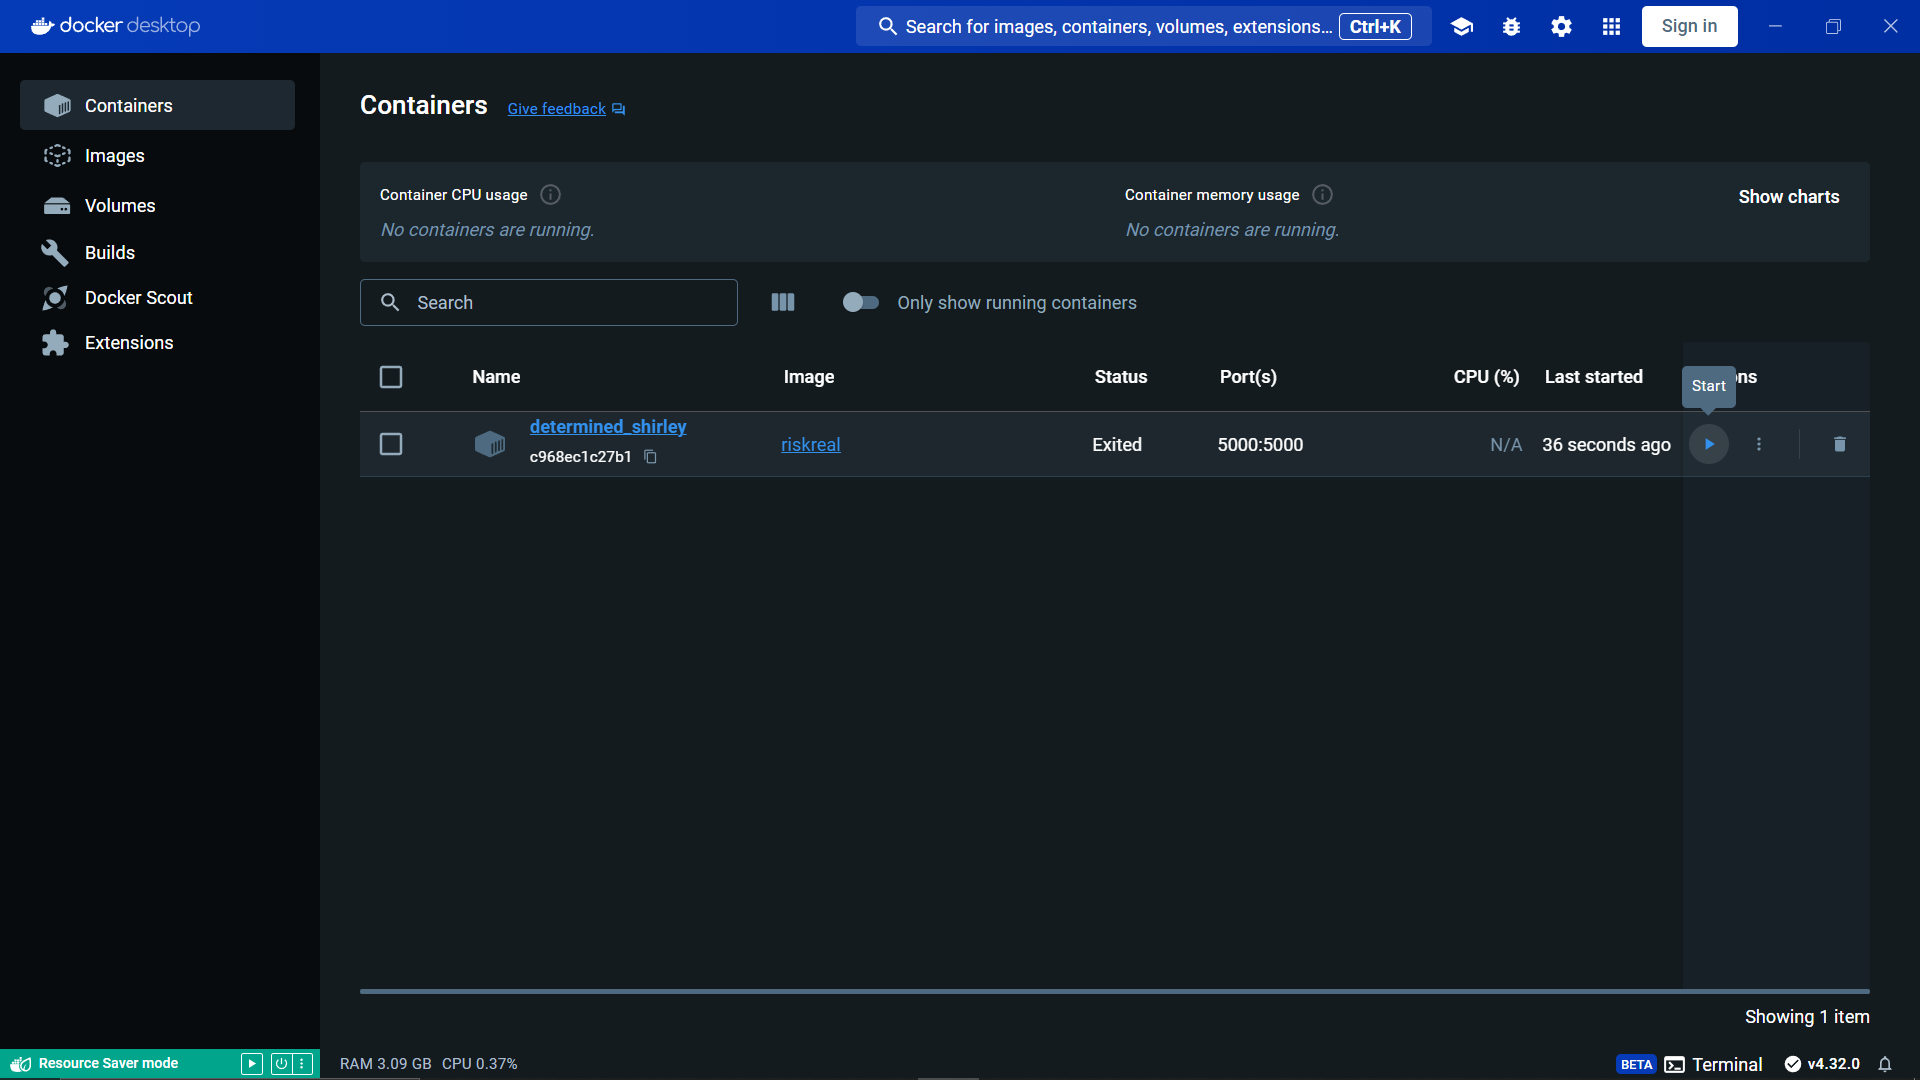 docker desktop
Search for images, containers, volumes, extensions... Ctrl+K
Sign in
Containers
Images
Volumes
Builds
Docker Scout
Extensions
Containers Give feedback
Container CPU usage
No containers are running.
Container memory usage
No containers are running.
Show charts
Search
Only show running containers
Name Image Status Port(s) CPU (%) Last started ons
Start
determined_shirley
c968ec1c27b1
riskreal
Exited
5000:5000
N/A
36 seconds ago
Showing 1 item
Resource Saver mode
RAM 3.09 GB CPU 0.37%
BETA Terminal
v4.32.0